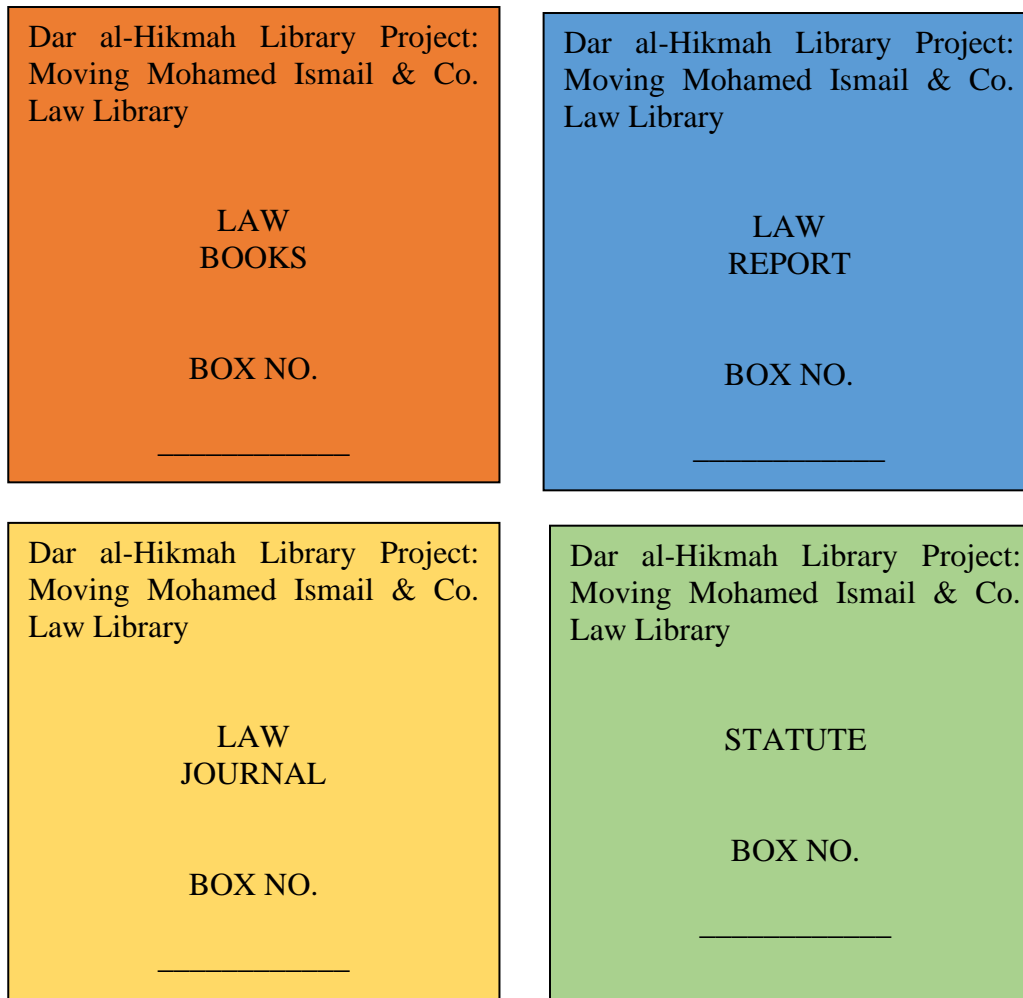 Dar al-Hikmah Library Project:
Moving Mohamed Ismail & Co.
Law Library
LAW
BOOKS
BOX NO.
____________
Dar al-Hikmah Library Project:
Moving Mohamed Ismail & Co.
Law Library
LAW
REPORT
BOX NO.
____________
Dar al-Hikmah Library Project:
Moving Mohamed Ismail & Co.
Law Library
LAW
JOURNAL
BOX NO.
____________
Dar al-Hikmah Library Project:
Moving Mohamed Ismail & Co.
Law Library
STATUTE
BOX NO.
____________